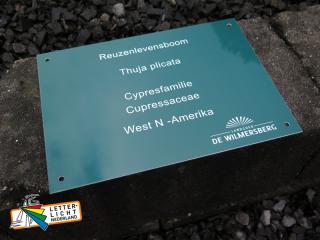 Reuzenlevensboom
Thuja plicata
Cypresfamilie
Cupressaceae
West N -Amerika
LANDGOED
DE WILMERSBERG
LETTER-
LICHT
NEDERLAND